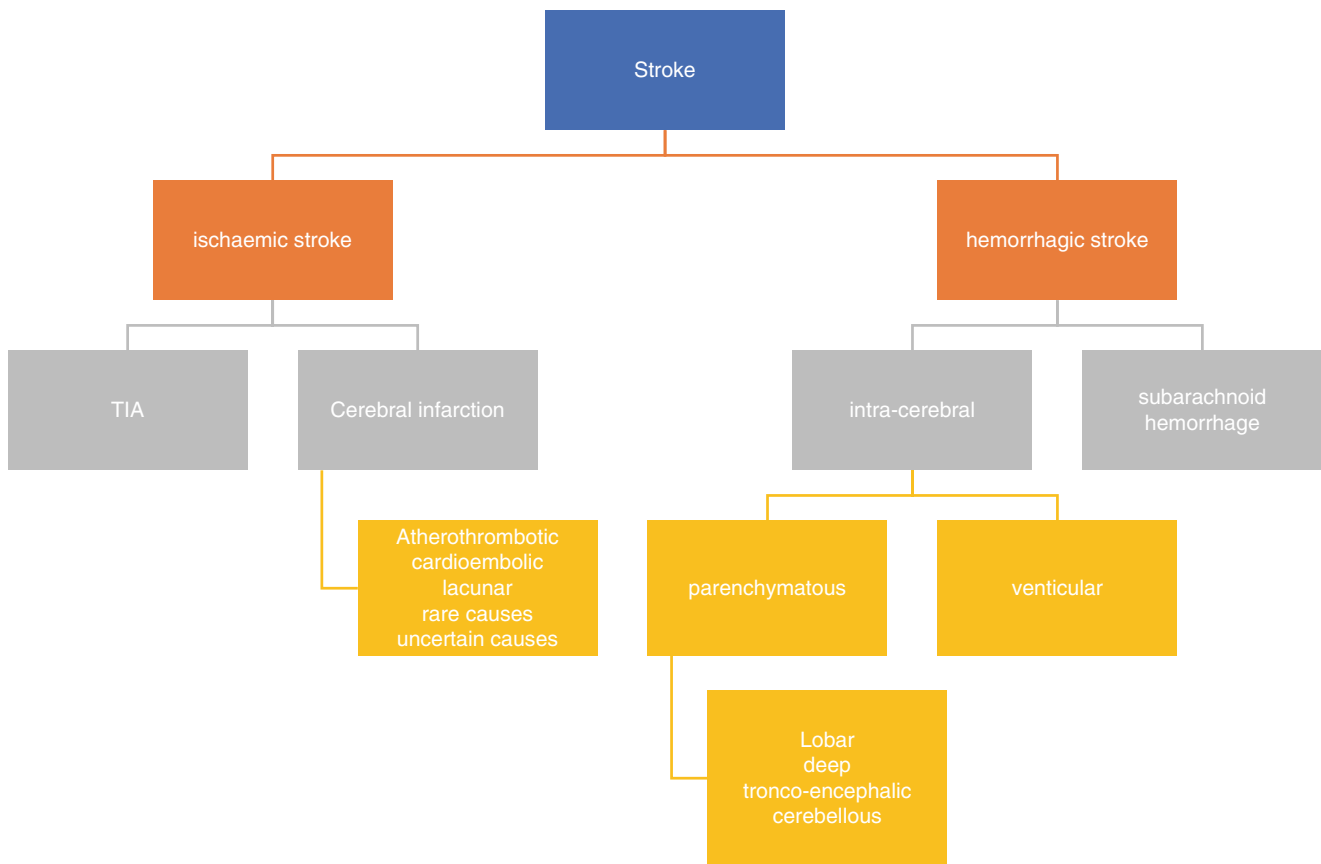 Stroke
ischaemic stroke
hemorrhagic stroke
TIA
Cerebral infarction
intra-cerebral
subarachnoid
hemorrhage
Atherothrombotic
cardioembolic
lacunar
rare causes
uncertain causes
parenchymatous
venticular
Lobar
deep
tronco-encephalic
cerebellous